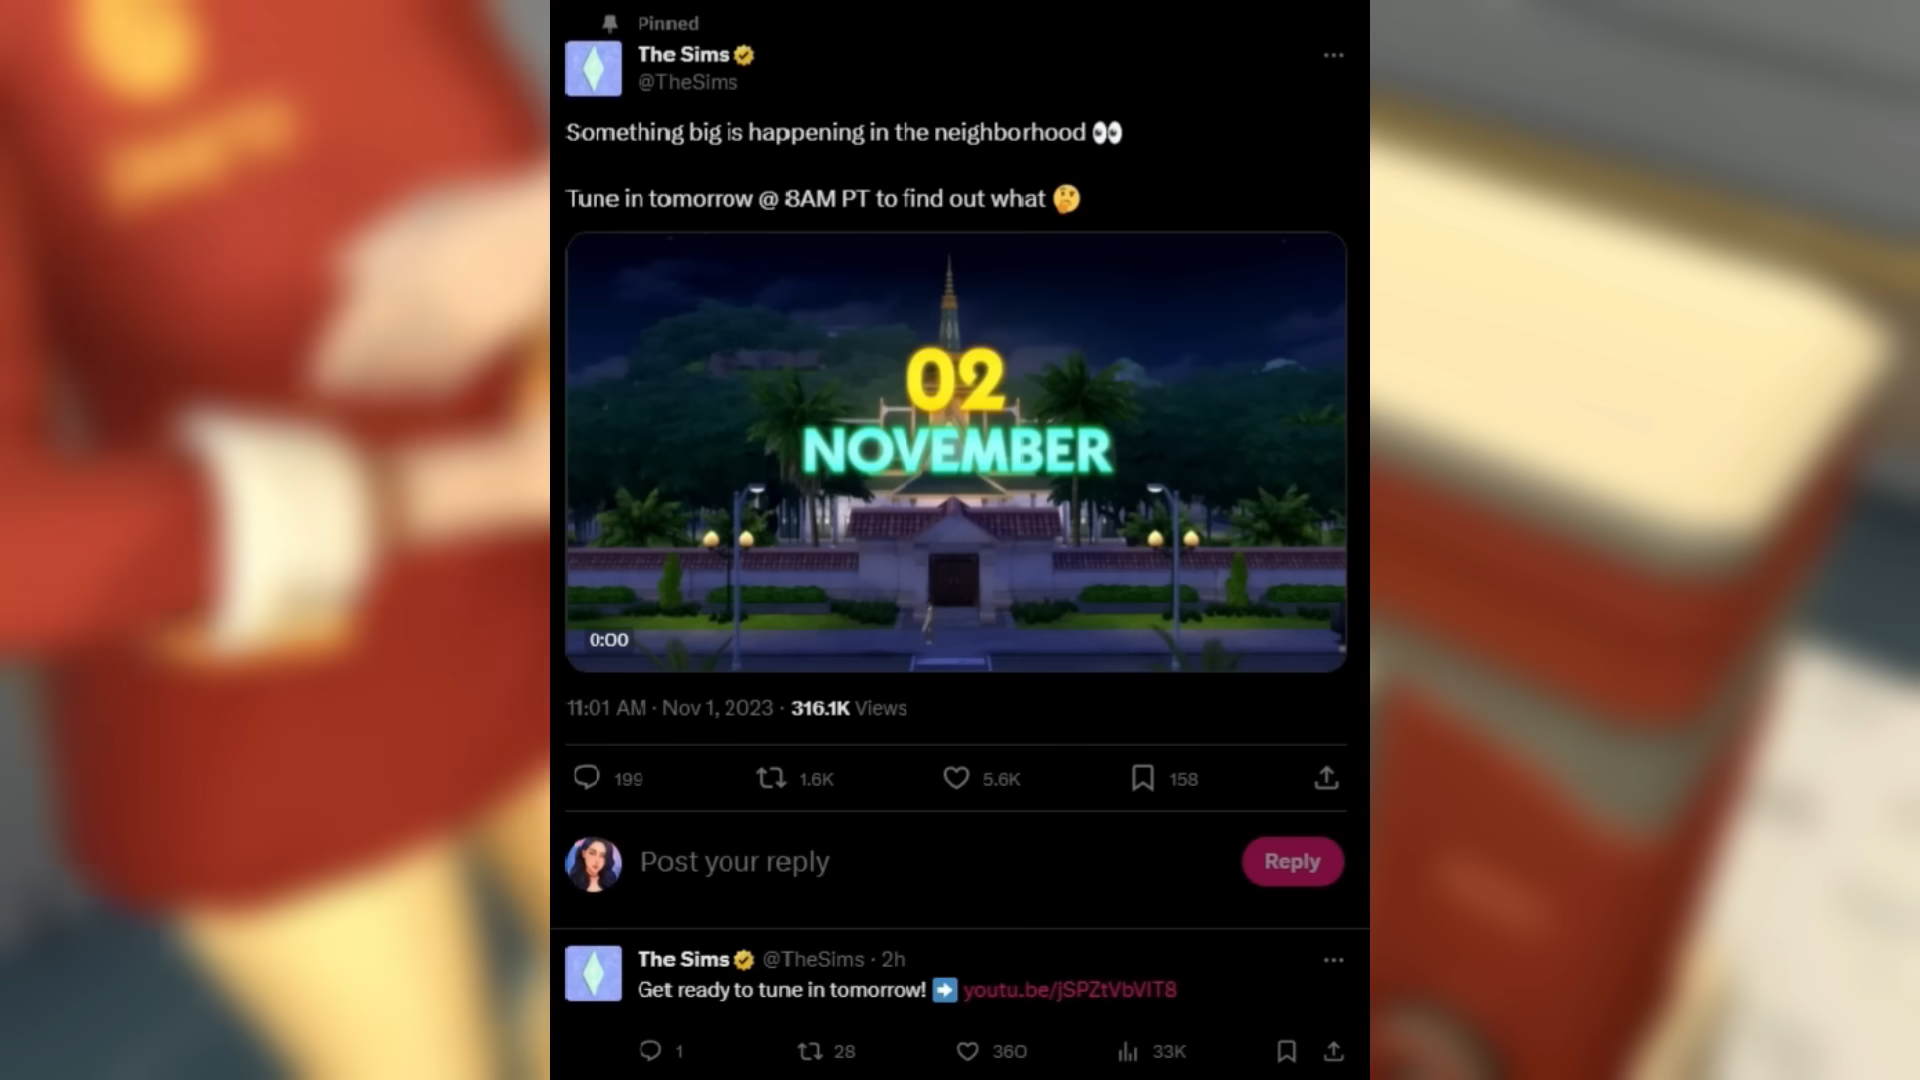 Pinned
The Sims
@TheSims
Something big is happening in the neighborhood 👀
Tune in tomorrow @ 8AM PT to find out what 🤔
02
NOVEMBER
0:00
11:01 AM · Nov 1, 2023 · 316.1K Views
199 1.6K 5.6K 158
Post your reply
Reply
The Sims @TheSims · 2h
Get ready to tune in tomorrow! ➡️ youtu.be/jSPZtVbVIT8
1 28 360 33K